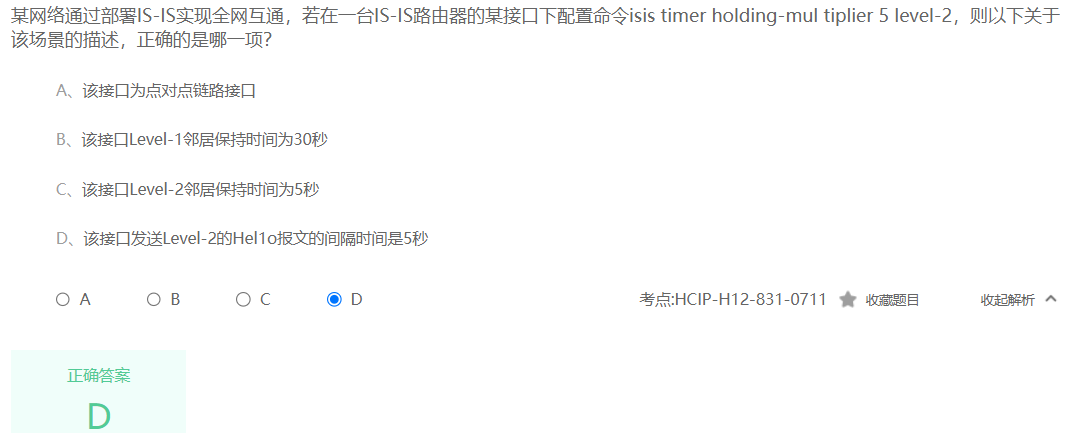 某网络通过部署IS-IS实现全网互通，若在一台IS-IS路由器的某接口下配置命令isis timer holding-mul tiplier 5 level-2，则以下关于
该场景的描述，正确的是哪一项？
A、该接口为点对点链路接口
B、该接口Level-1邻居保持时间为30秒
C、该接口Level-2邻居保持时间为5秒
D、该接口发送Level-2的Hel1o报文的间隔时间是5秒
A B C D 考点:HCIP-H12-831-0711 收藏题目 收起解析
正确答案
D